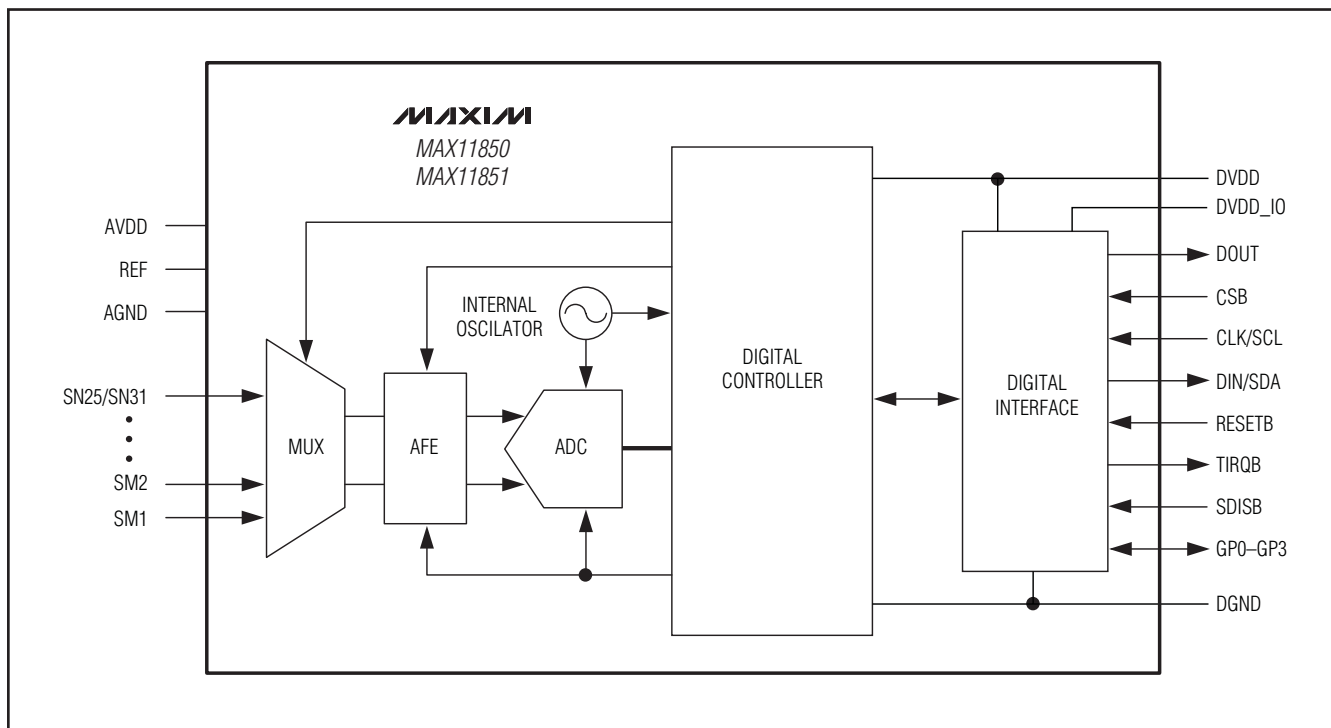 MAXIM
MAX11850
MAX11851
AVDD
REF
AGND
SN25/SN31
SM2
SM1
MUX
AFE
INTERNAL
OSCILATOR
ADC
DIGITAL
CONTROLLER
DIGITAL
INTERFACE
DVDD
DVDD_IO
DOUT
CSB
CLK/SCL
DIN/SDA
RESETB
TIRQB
SDISB
GP0–GP3
DGND